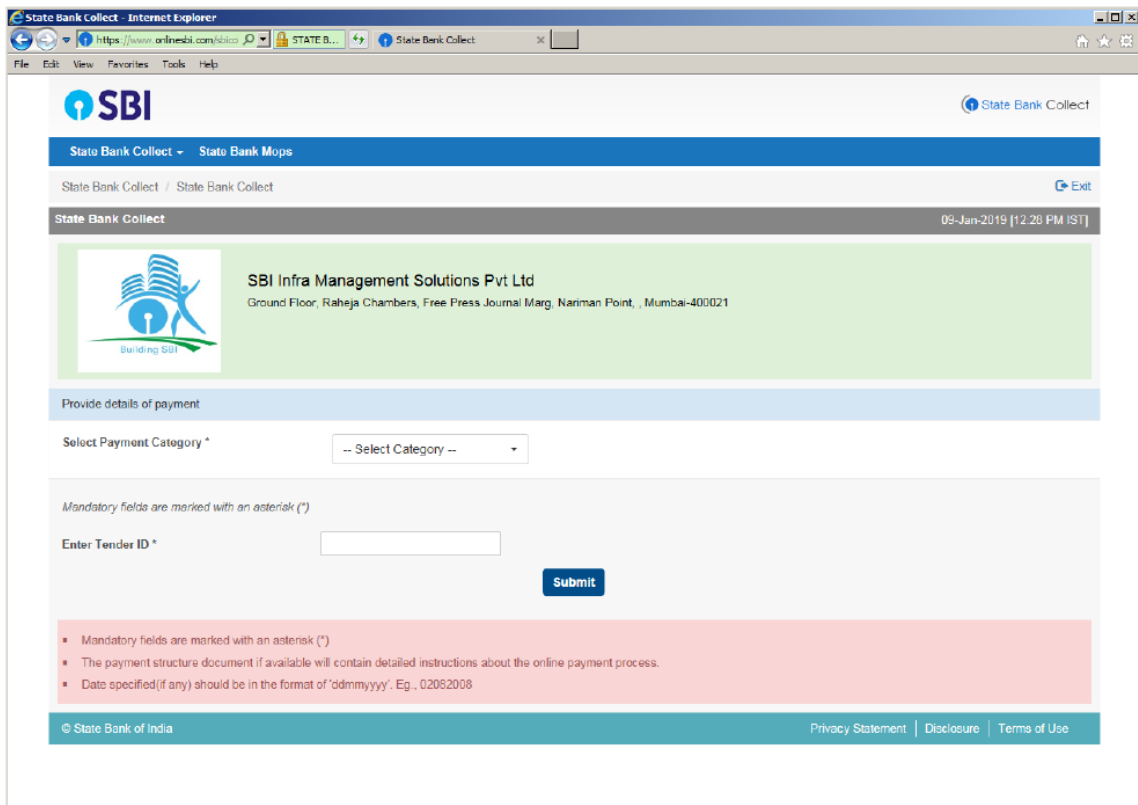 State Bank Collect - Internet Explorer
https://www.onlinesbi.com/sbico STATE B... State Bank Collect
File Edit View Favorites Tools Help
SBI
State Bank Collect
State Bank Collect State Bank Mops
State Bank Collect / State Bank Collect Exit
State Bank Collect 09-Jan-2019 [12:28 PM IST]
SBI Infra Management Solutions Pvt Ltd
Ground Floor, Raheja Chambers, Free Press Journal Marg, Nariman Point, , Mumbai-400021
Building SBI
Provide details of payment
Select Payment Category * -- Select Category --
Mandatory fields are marked with an asterisk (*)
Enter Tender ID *
Submit
Mandatory fields are marked with an asterisk (*)
The payment structure document if available will contain detailed instructions about the online payment process.
Date specified(if any) should be in the format of 'ddmmyyyy'. Eg., 02082008
© State Bank of India Privacy Statement | Disclosure | Terms of Use